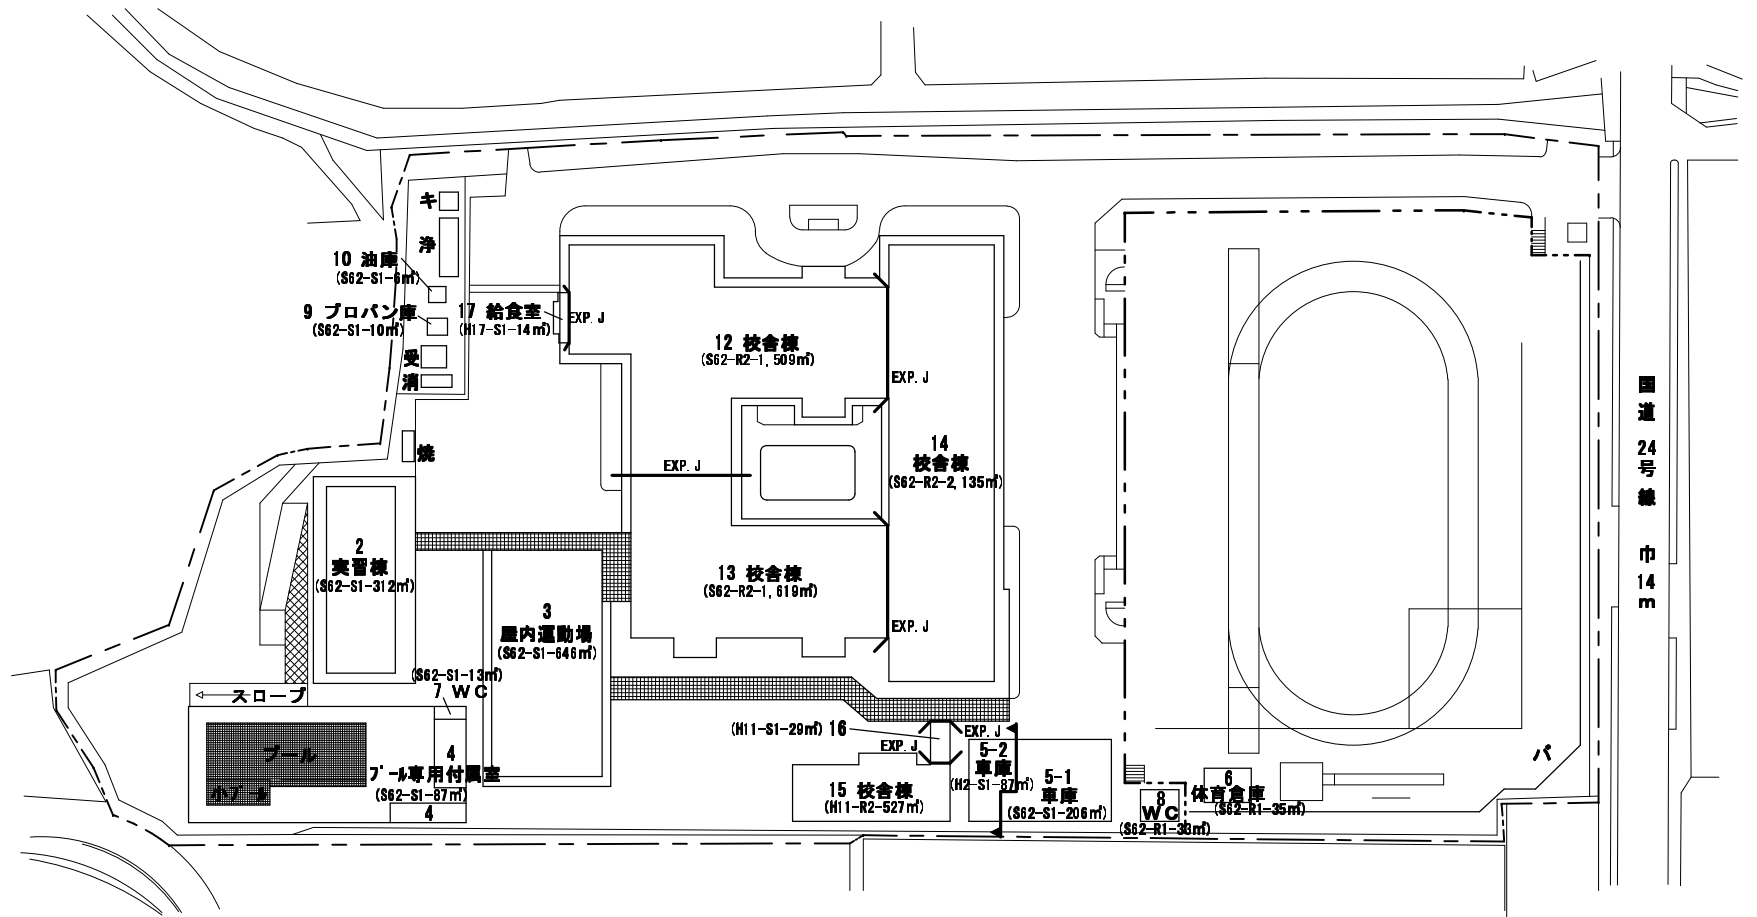 キ
浄
10 油庫
(S62-S1-6㎡)
9 プロパン庫
(S62-S1-10㎡)
17 給食室
(H17-S1-14㎡)
EXP. J
受
消
焼
12 校舎棟
(S62-R2-1,509㎡)
EXP. J
14
校舎棟
(S62-R2-2,135㎡)
EXP. J
2
実習棟
(S62-S1-312㎡)
13 校舎棟
(S62-R2-1,619㎡)
EXP. J
3
屋内運動場
(S62-S1-646㎡)
(S62-S1-13㎡)
7 WC
スロープ
プール
小プール
4
プール専用付属室
(S62-S1-87㎡)
4
(H11-S1-29㎡) 16
EXP. J
EXP. J
15 校舎棟
(H11-R2-527㎡)
5-2
車庫
(H2-S1-87㎡)
5-1
車庫
(S62-S1-206㎡)
8
WC
(S62-R1-33㎡)
6
体育倉庫
(S62-R1-35㎡)
バ
国道 24号線 巾14m